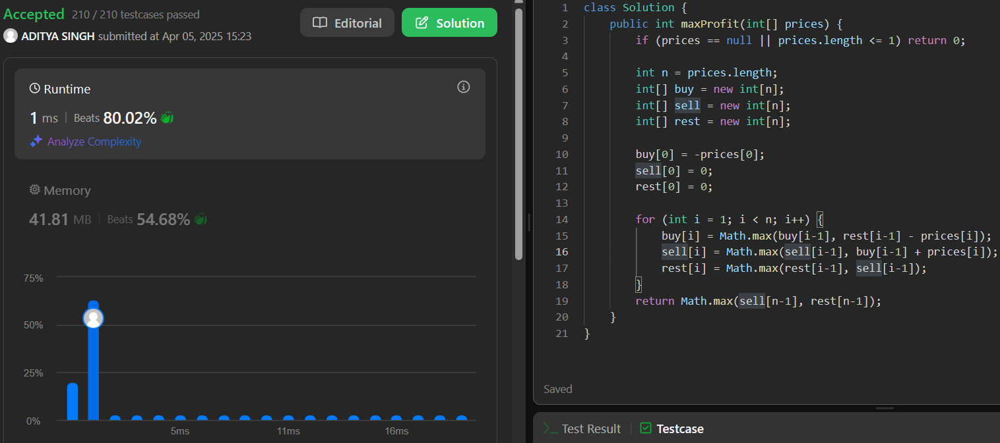 Accepted 210 / 210 testcases passed
ADITYA SINGH submitted at Apr 05, 2025 15:23
Editorial
Solution
Runtime
1 ms | Beats 80.02%
Analyze Complexity
Memory
41.81 MB | Beats 54.68%
75%
50%
25%
0%
5ms 11ms 16ms
1 class Solution {
2     public int maxProfit(int[] prices) {
3         if (prices == null || prices.length <= 1) return 0;
4
5         int n = prices.length;
6         int[] buy = new int[n];
7         int[] sell = new int[n];
8         int[] rest = new int[n];
9
10         buy[0] = -prices[0];
11         sell[0] = 0;
12         rest[0] = 0;
13
14         for (int i = 1; i < n; i++) {
15             buy[i] = Math.max(buy[i-1], rest[i-1] - prices[i]);
16             sell[i] = Math.max(sell[i-1], buy[i-1] + prices[i]);
17             rest[i] = Math.max(rest[i-1], sell[i-1]);
18         }
19         return Math.max(sell[n-1], rest[n-1]);
20     }
21 }
Saved
>_ Test Result | Testcase